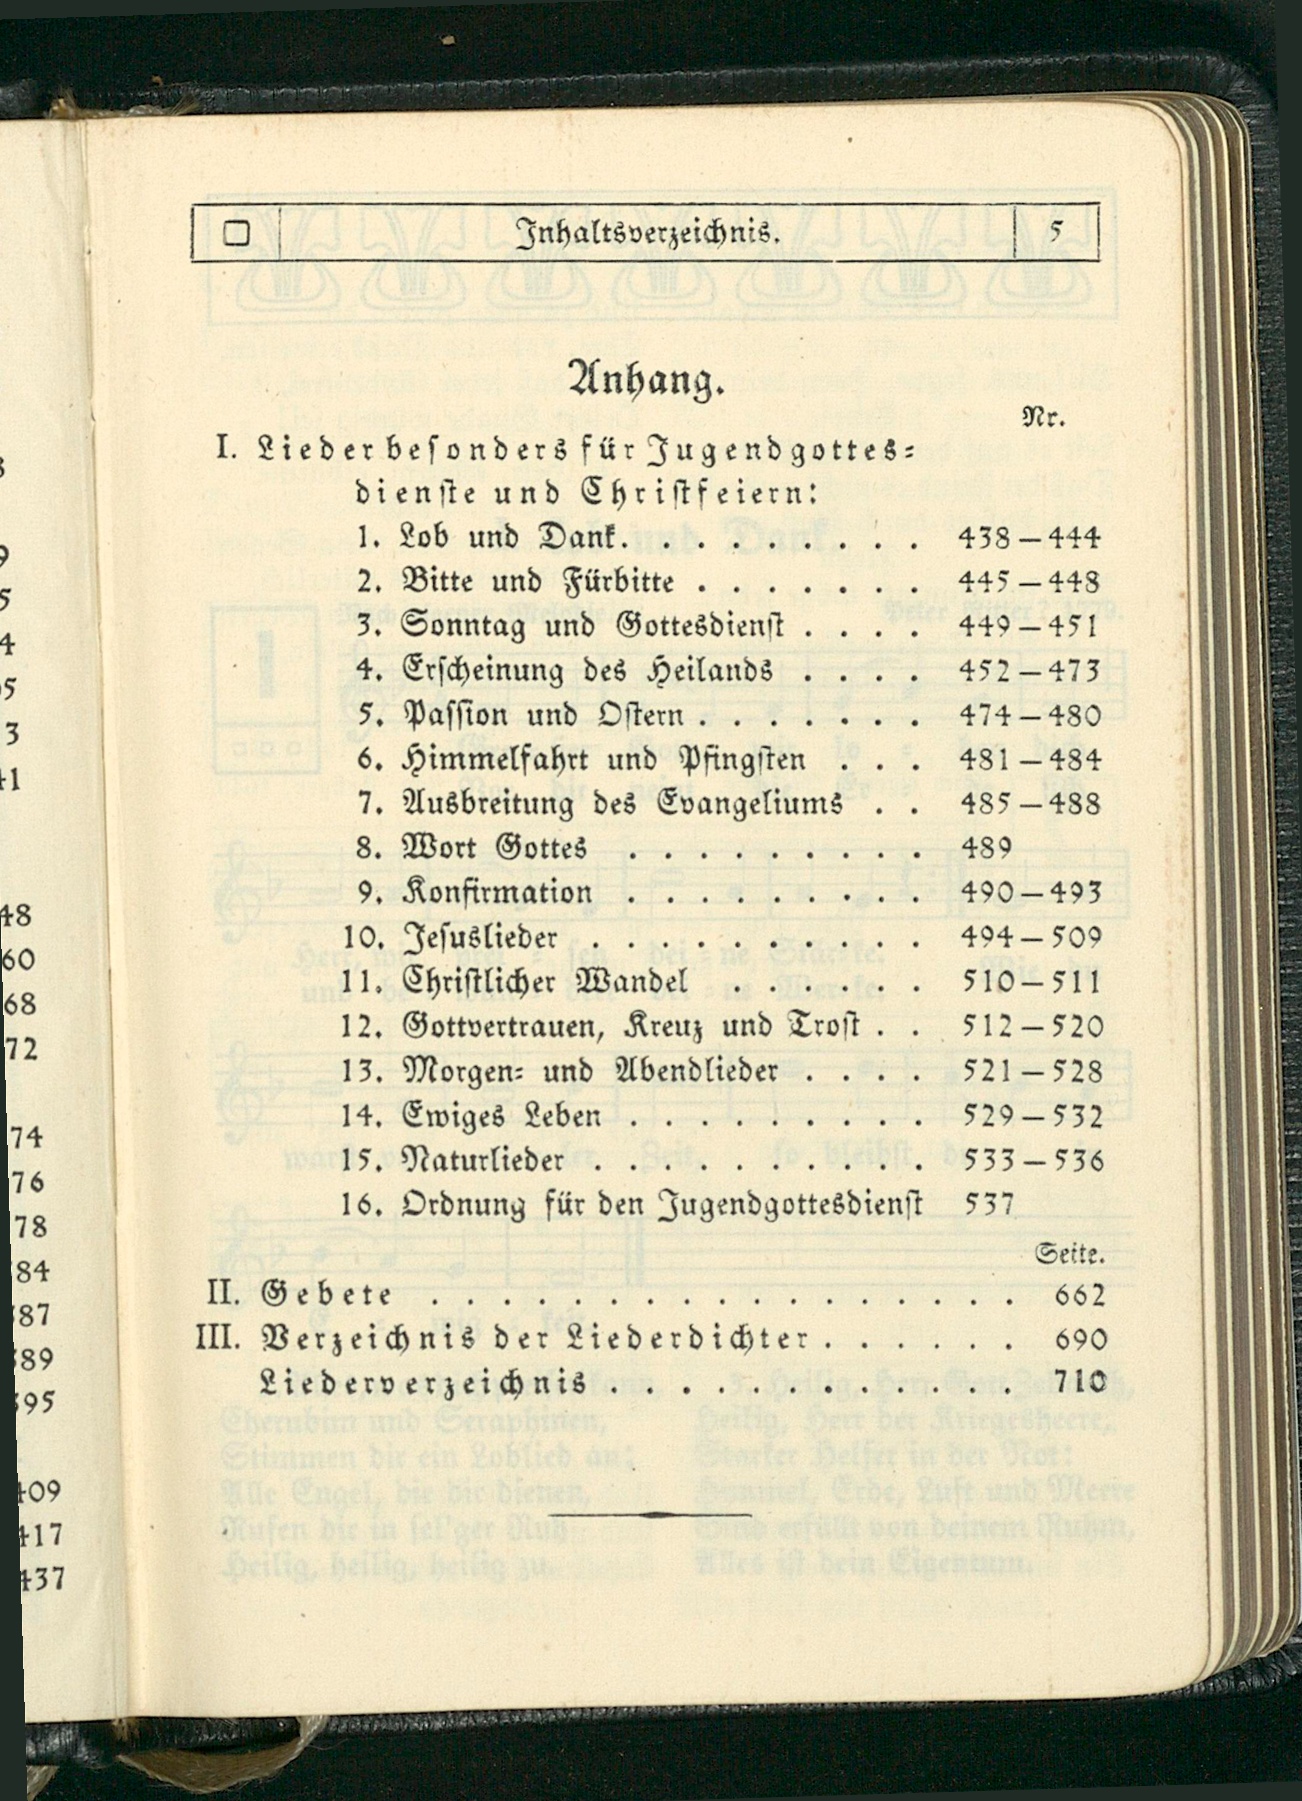 Inhaltsverzeichnis. 5
Anhang.
Nr.
I. Lieder besonders für Jugendgottes-
dienste und Christfeiern:
1. Lob und Dank. . . . . . . . . 438 – 444
2. Bitte und Fürbitte . . . . . . . 445 – 448
3. Sonntag und Gottesdienst . . . . 449 – 451
4. Erscheinung des Heilands . . . . 452 – 473
5. Passion und Ostern . . . . . . . 474 – 480
6. Himmelfahrt und Pfingsten . . . 481 – 484
7. Ausbreitung des Evangeliums . . 485 – 488
8. Wort Gottes . . . . . . . . . 489
9. Konfirmation . . . . . . . . . 490 – 493
10. Jesuslieder . . . . . . . . . . 494 – 509
11. Christlicher Wandel . . . . . . 510 – 511
12. Gottvertrauen, Kreuz und Trost . . 512 – 520
13. Morgen- und Abendlieder . . . . 521 – 528
14. Ewiges Leben . . . . . . . . . 529 – 532
15. Naturlieder . . . . . . . . . . 533 – 536
16. Ordnung für den Jugendgottesdienst 537
Seite.
II. Gebete . . . . . . . . . . . . . . . . . 662
III. Verzeichnis der Liederdichter . . . . . . 690
Liederverzeichnis . . . . . . . . . . . . 710